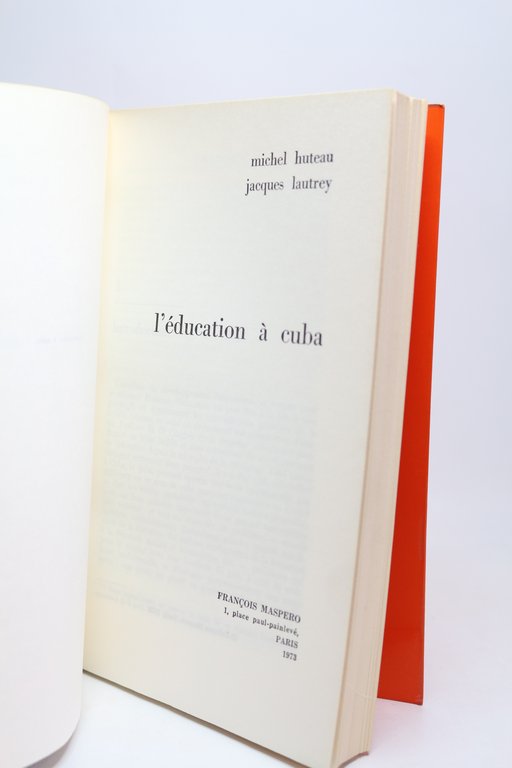 michel huteau
jacques lautrey
l'éducation à cuba
FRANÇOIS MASPERO
1, place paul-painlevé,
PARIS
1973